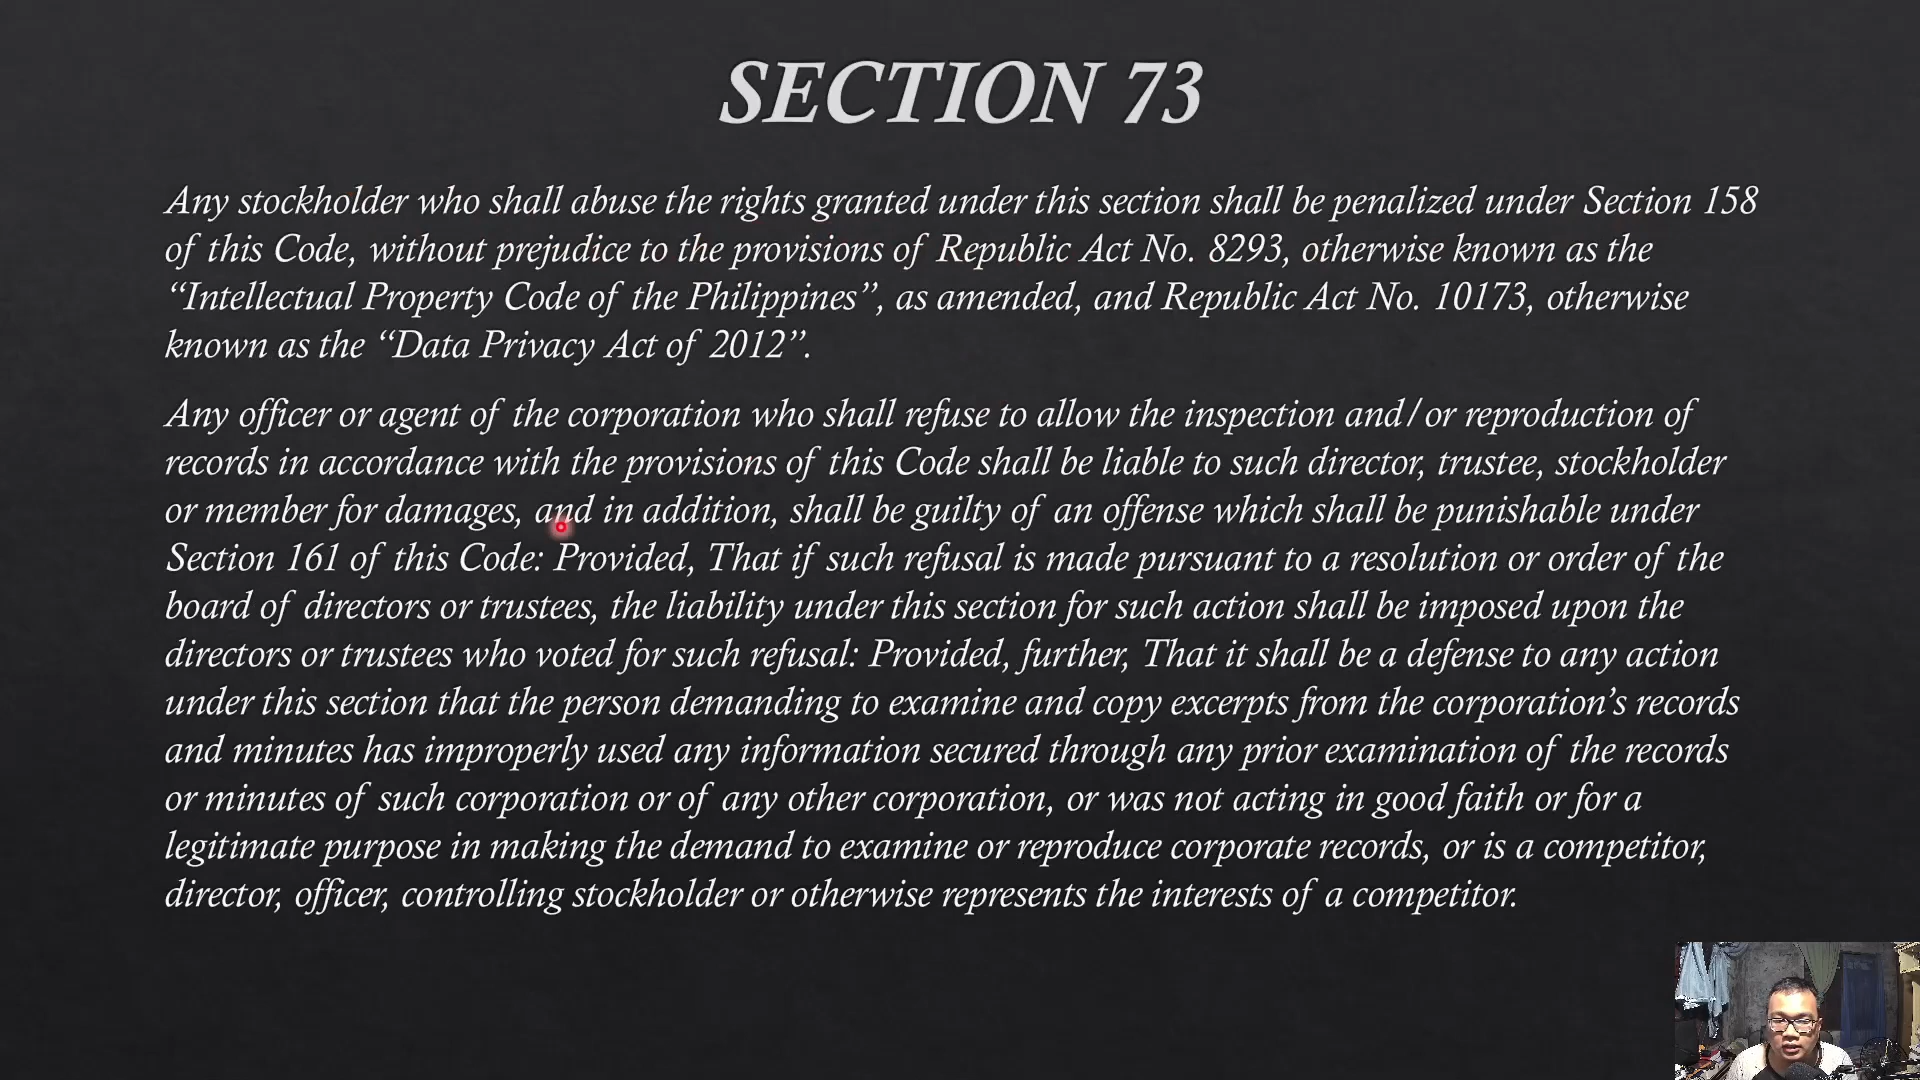 SECTION 73
Any stockholder who shall abuse the rights granted under this section shall be penalized under Section 158
of this Code, without prejudice to the provisions of Republic Act No. 8293, otherwise known as the
“Intellectual Property Code of the Philippines”, as amended, and Republic Act No. 10173, otherwise
known as the “Data Privacy Act of 2012”.
Any officer or agent of the corporation who shall refuse to allow the inspection and/or reproduction of
records in accordance with the provisions of this Code shall be liable to such director, trustee, stockholder
or member for damages, and in addition, shall be guilty of an offense which shall be punishable under
Section 161 of this Code: Provided, That if such refusal is made pursuant to a resolution or order of the
board of directors or trustees, the liability under this section for such action shall be imposed upon the
directors or trustees who voted for such refusal: Provided, further, That it shall be a defense to any action
under this section that the person demanding to examine and copy excerpts from the corporation’s records
and minutes has improperly used any information secured through any prior examination of the records
or minutes of such corporation or of any other corporation, or was not acting in good faith or for a
legitimate purpose in making the demand to examine or reproduce corporate records, or is a competitor,
director, officer, controlling stockholder or otherwise represents the interests of a competitor.